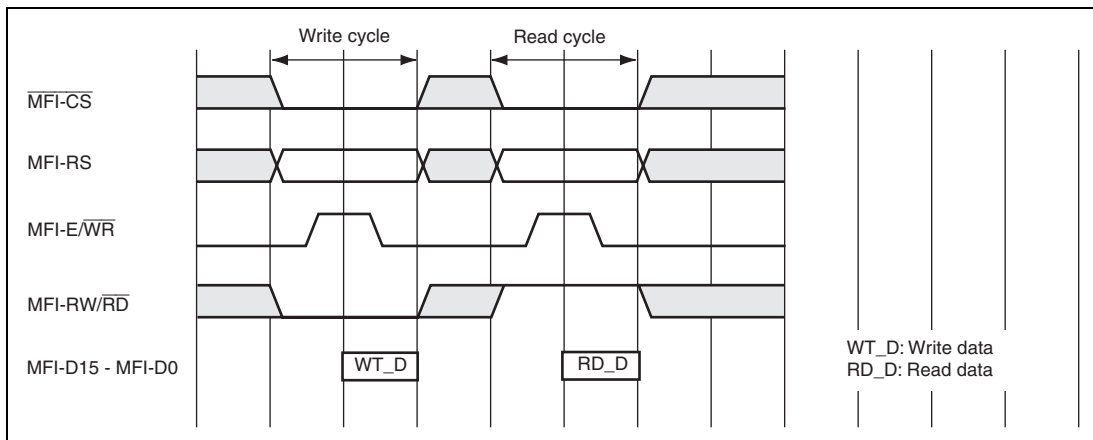 Write cycle
Read cycle
MFI-CS
MFI-RS
MFI-E/WR
MFI-RW/RD
MFI-D15 - MFI-D0
WT_D
RD_D
WT_D: Write data
RD_D: Read data